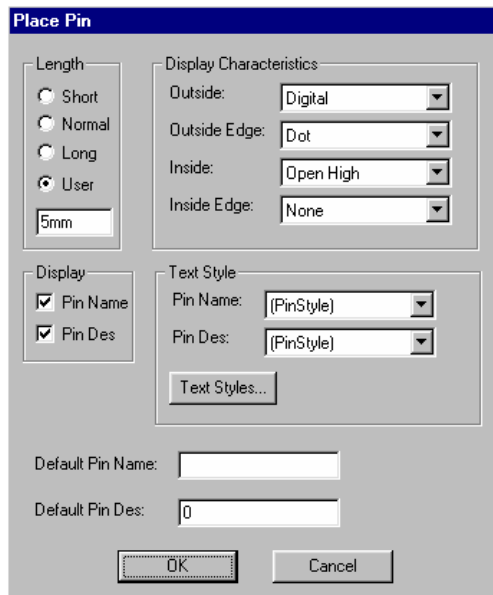 Place Pin
Length
Short
Normal
Long
User
5mm
Display Characteristics
Outside: Digital
Outside Edge: Dot
Inside: Open High
Inside Edge: None
Display
Pin Name
Pin Des
Text Style
Pin Name: (PinStyle)
Pin Des: (PinStyle)
Text Styles...
Default Pin Name:
Default Pin Des: 0
OK Cancel